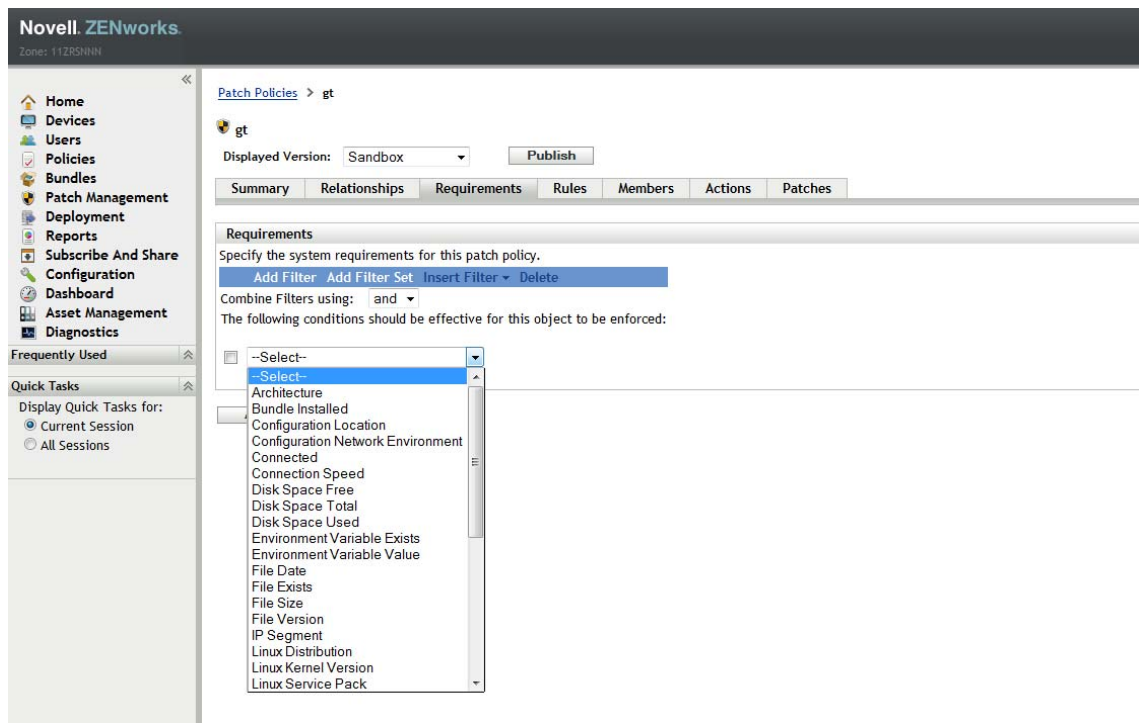 Novell. ZENworks.
Zone: 11ZRSNNN
Home
Devices
Users
Policies
Bundles
Patch Management
Deployment
Reports
Subscribe And Share
Configuration
Dashboard
Asset Management
Diagnostics
Frequently Used
Quick Tasks
Display Quick Tasks for:
Current Session
All Sessions
Patch Policies > gt
gt
Displayed Version: Sandbox Publish
Summary Relationships Requirements Rules Members Actions Patches
Requirements
Specify the system requirements for this patch policy.
Add Filter Add Filter Set Insert Filter Delete
Combine Filters using: and
The following conditions should be effective for this object to be enforced:
--Select--
--Select--
Architecture
Bundle Installed
Configuration Location
Configuration Network Environment
Connected
Connection Speed
Disk Space Free
Disk Space Total
Disk Space Used
Environment Variable Exists
Environment Variable Value
File Date
File Exists
File Size
File Version
IP Segment
Linux Distribution
Linux Kernel Version
Linux Service Pack